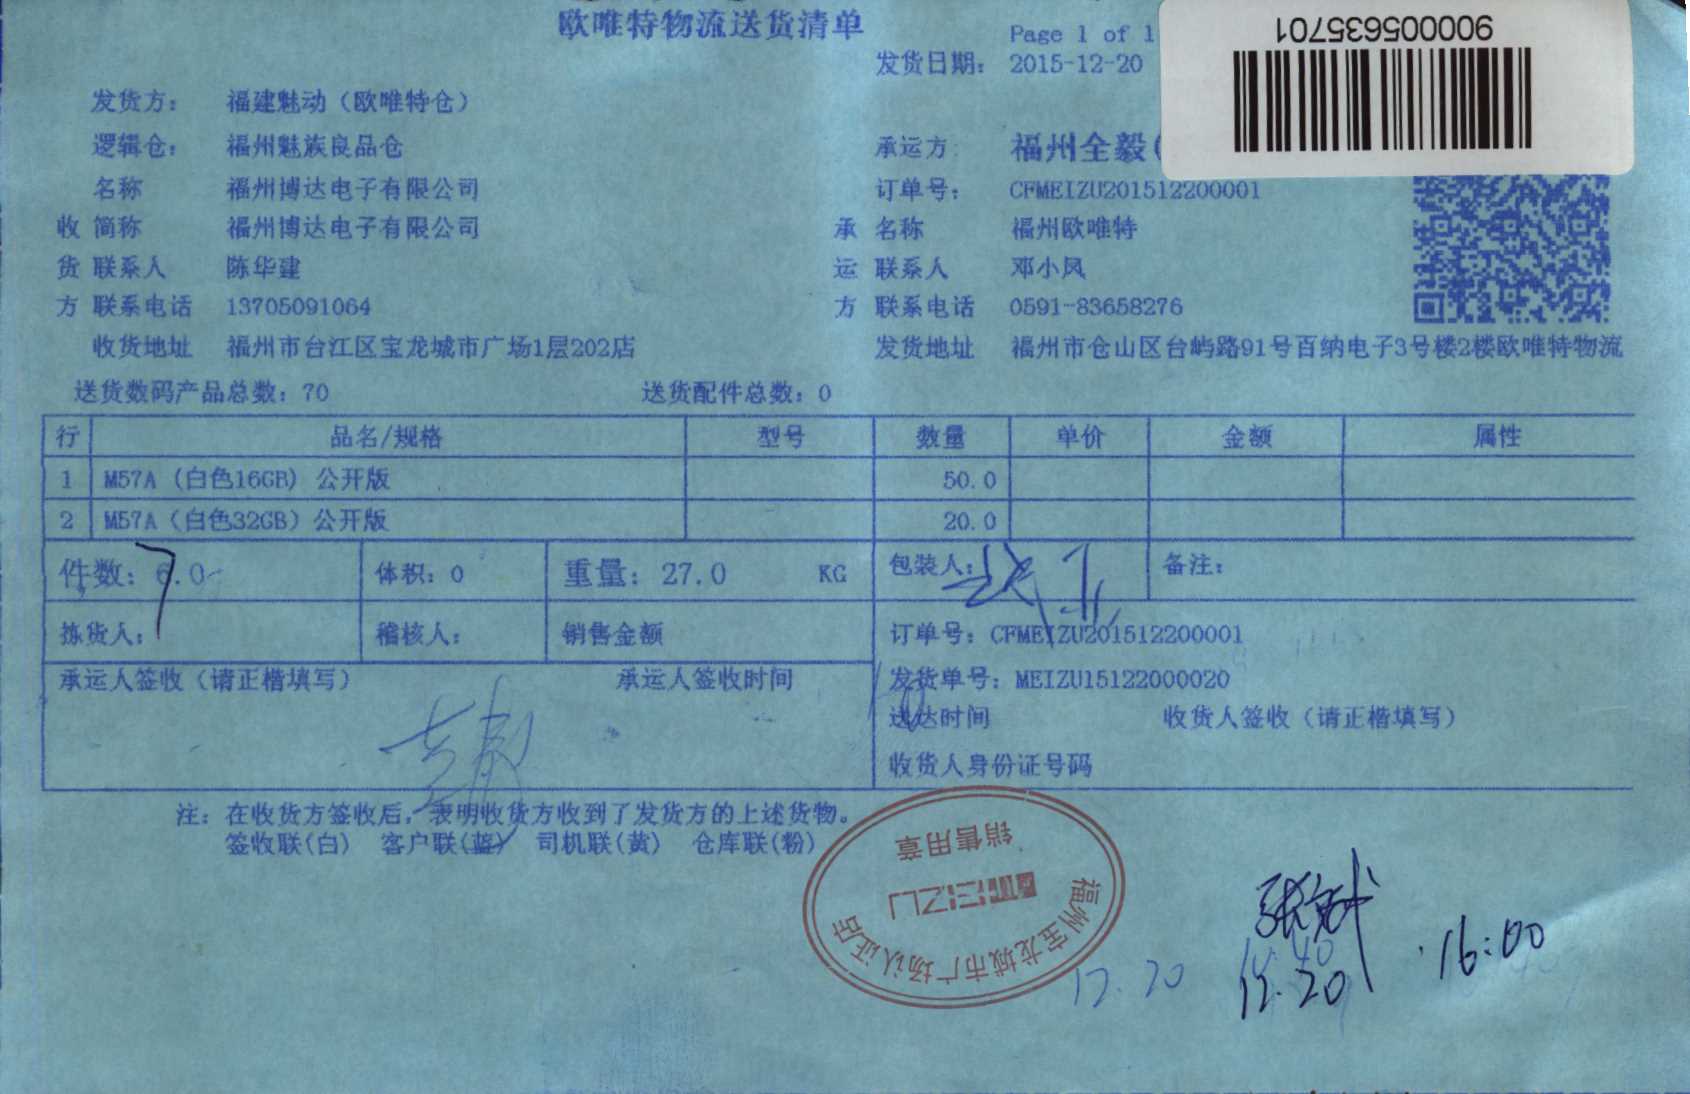 欧唯特物流送货清单
Page 1 of 1
900005635701
发货日期: 2015-12-20
发货方: 福建魅动（欧唯特仓）
逻辑仓: 福州魅族良品仓 承运方: 福州全毅(
名称 福州博达电子有限公司 订单号: CFMEIZU201512200001
收 简称 福州博达电子有限公司 承 名称 福州欧唯特
货 联系人 陈华建 运 联系人 邓小凤
方 联系电话 13705091064 方 联系电话 0591-83658276
收货地址 福州市台江区宝龙城市广场1层202店 发货地址 福州市仓山区台屿路91号百纳电子3号楼2楼欧唯特物流
送货数码产品总数: 70 送货配件总数: 0
行 品名/规格 型号 数量 单价 金额 属性
1 M57A (白色16GB) 公开版 50.0
2 M57A (白色32GB) 公开版 20.0
件数: 6.0 7 体积: 0 重量: 27.0 KG 包装人: 备注:
拣货人: 稽核人: 销售金额 订单号: CFMEIZU201512200001
承运人签收（请正楷填写） 承运人签收时间 发货单号: MEIZU15122000020
送达时间 收货人签收（请正楷填写）
收货人身份证号码
注: 在收货方签收后, 表明收货方收到了发货方的上述货物。
签收联(白) 客户联(蓝) 司机联(黄) 仓库联(粉)
销售用章
MEIZU
福州宝龙城市广场认证店
12.20 12.20 16:00